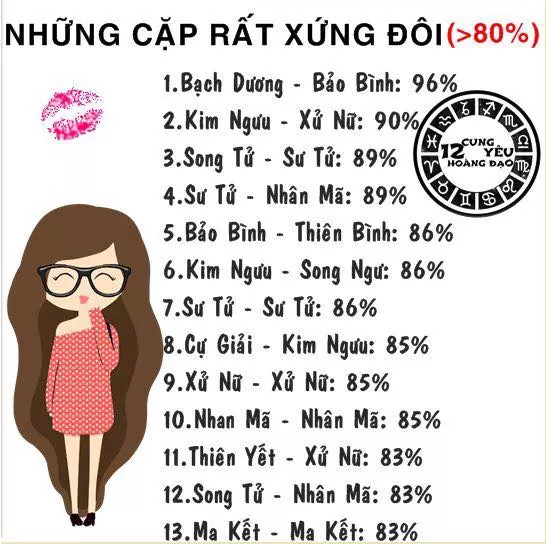 NHỮNG CẶP RẤT XỨNG ĐÔI(>80%)
1.Bạch Dương - Bảo Bình: 96%
2.Kim Ngưu - Xử Nữ: 90%
3.Song Tử - Sư Tử: 89%
4.Sư Tử - Nhân Mã: 89%
5.Bảo Bình - Thiên Bình: 86%
6.Kim Ngưu - Song Ngư: 86%
7.Sư Tử - Sư Tử: 86%
8.Cự Giải - Kim Ngưu: 85%
9.Xử Nữ - Xử Nữ: 85%
10.Nhan Mã - Nhân Mã: 85%
11.Thiên Yết - Xử Nữ: 83%
12.Song Tử - Nhân Mã: 83%
13.Ma Kết - Ma Kết: 83%
CUNG
12 YÊU
HOÀNG ĐẠO